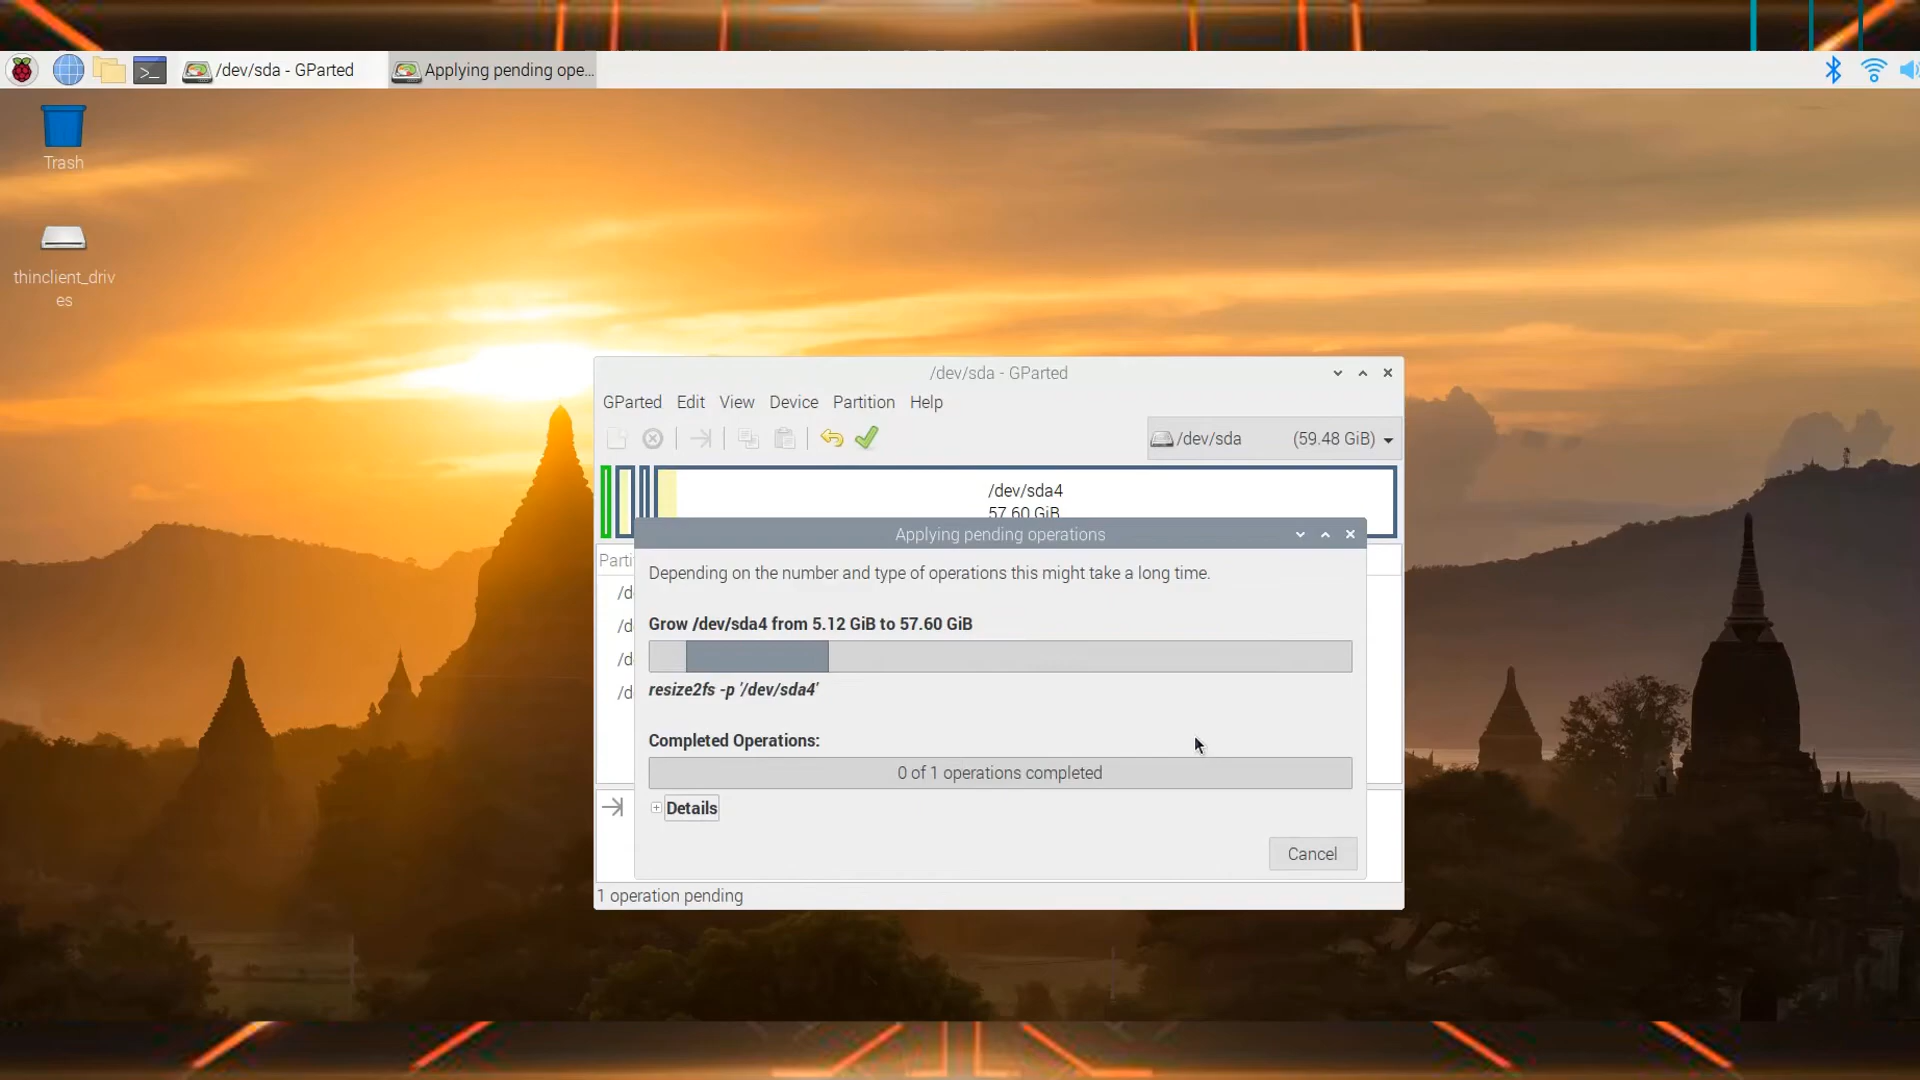 /dev/sda - GParted
Applying pending ope...
Trash
thinclient_driv
es
/dev/sda - GParted
GParted Edit View Device Partition Help
/dev/sda (59.48 GiB)
/dev/sda4
57.60 GiB
Applying pending operations
Parti
Depending on the number and type of operations this might take a long time.
/d
Grow /dev/sda4 from 5.12 GiB to 57.60 GiB
/d
/d
/d
resize2fs -p '/dev/sda4'
Completed Operations:
0 of 1 operations completed
Details
Cancel
1 operation pending